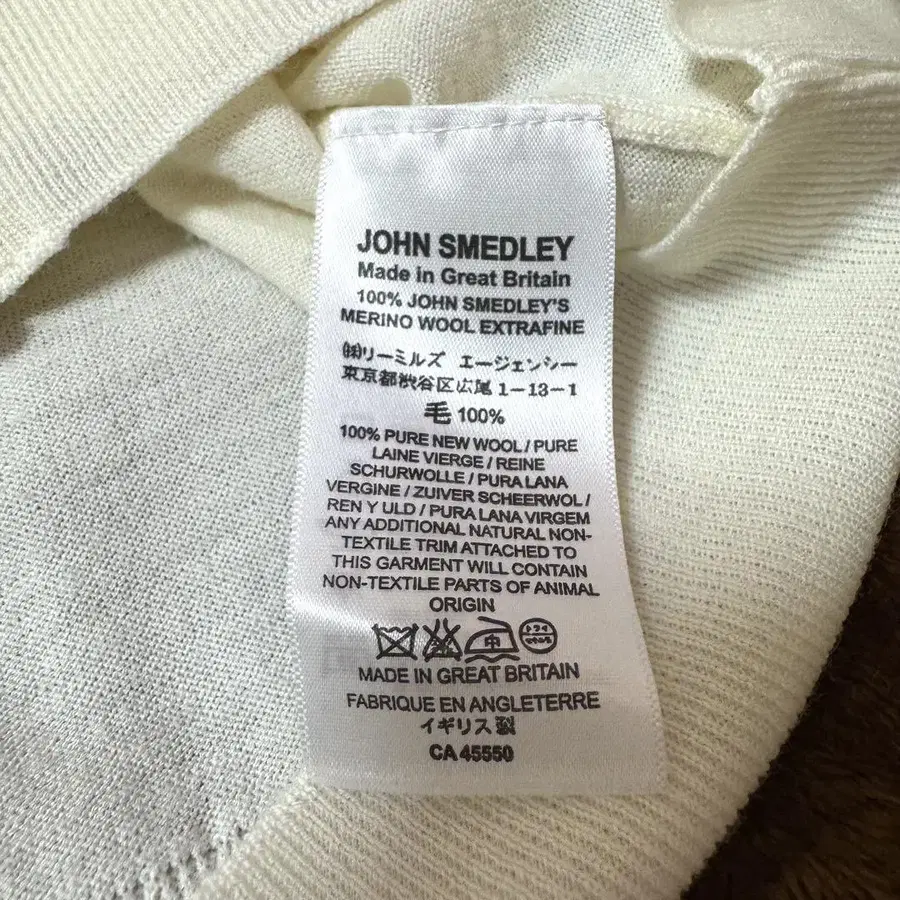 JOHN SMEDLEY
Made in Great Britain
100% JOHN SMEDLEY'S
MERINO WOOL EXTRAFINE
㈱リーミルズ エージェンシー
東京都渋谷区広尾 1-13-1
毛 100%
100% PURE NEW WOOL / PURE
LAINE VIERGE / REINE
SCHURWOLLE / PURA LANA
VERGINE / ZUIVER SCHEERWOL /
REN Y ULD / PURA LANA VIRGEM
ANY ADDITIONAL NATURAL NON-
TEXTILE TRIM ATTACHED TO
THIS GARMENT WILL CONTAIN
NON-TEXTILE PARTS OF ANIMAL
ORIGIN
中
MADE IN GREAT BRITAIN
FABRIQUE EN ANGLETERRE
イギリス製
CA 45550